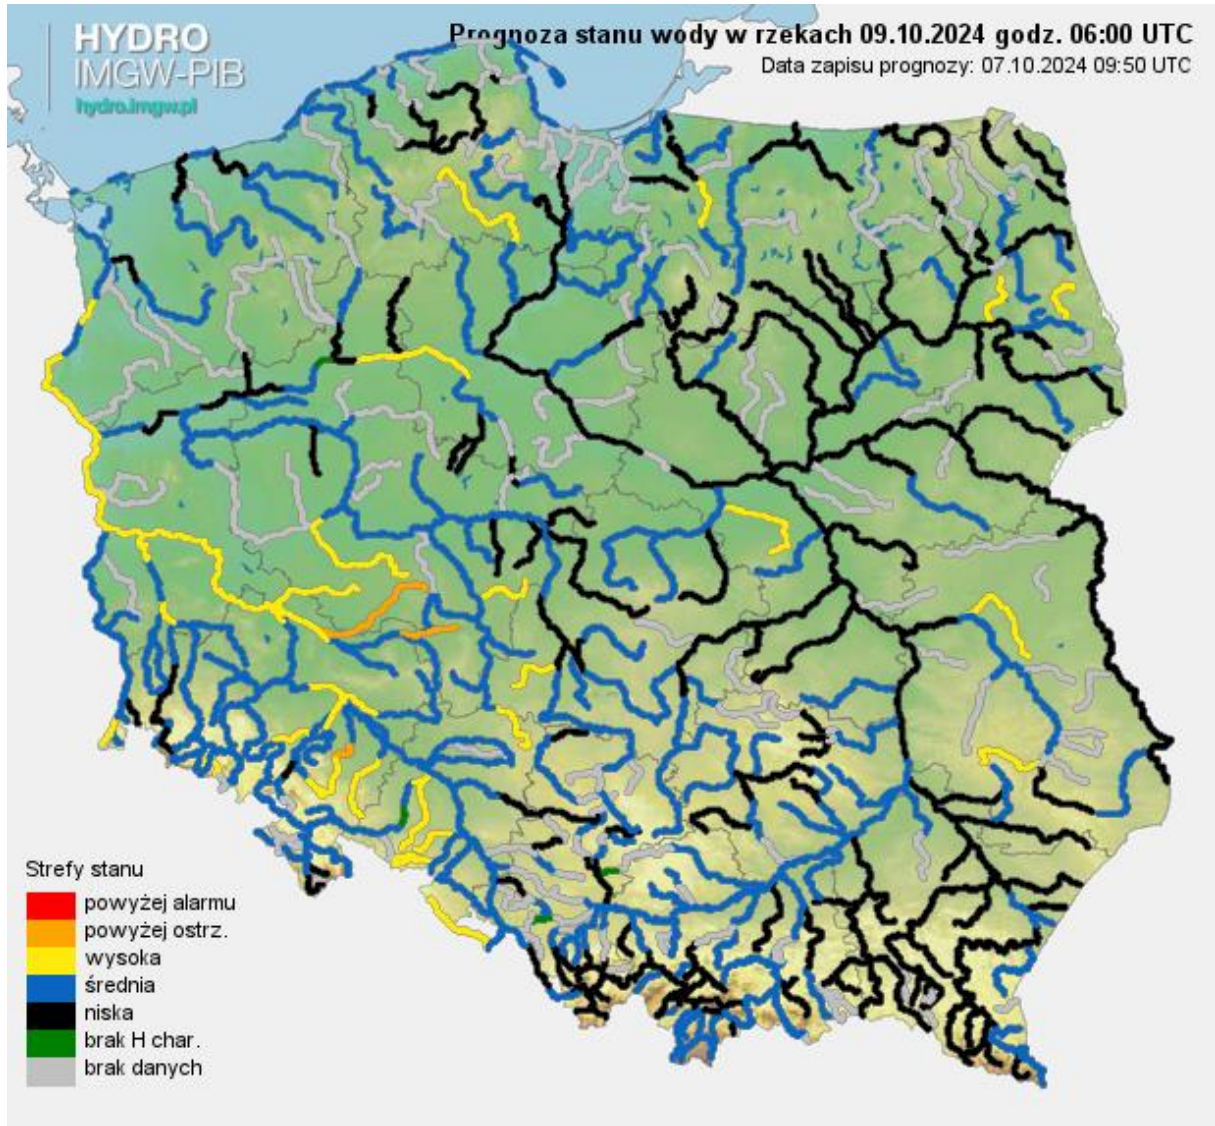 HYDRO
IMGW-PIB
hydro.imgw.pl
Prognoza stanu wody w rzekach 09.10.2024 godz. 06:00 UTC
Data zapisu prognozy: 07.10.2024 09:50 UTC
Strefy stanu
powyżej alarmu
powyżej ostrz.
wysoka
średnia
niska
brak H char.
brak danych